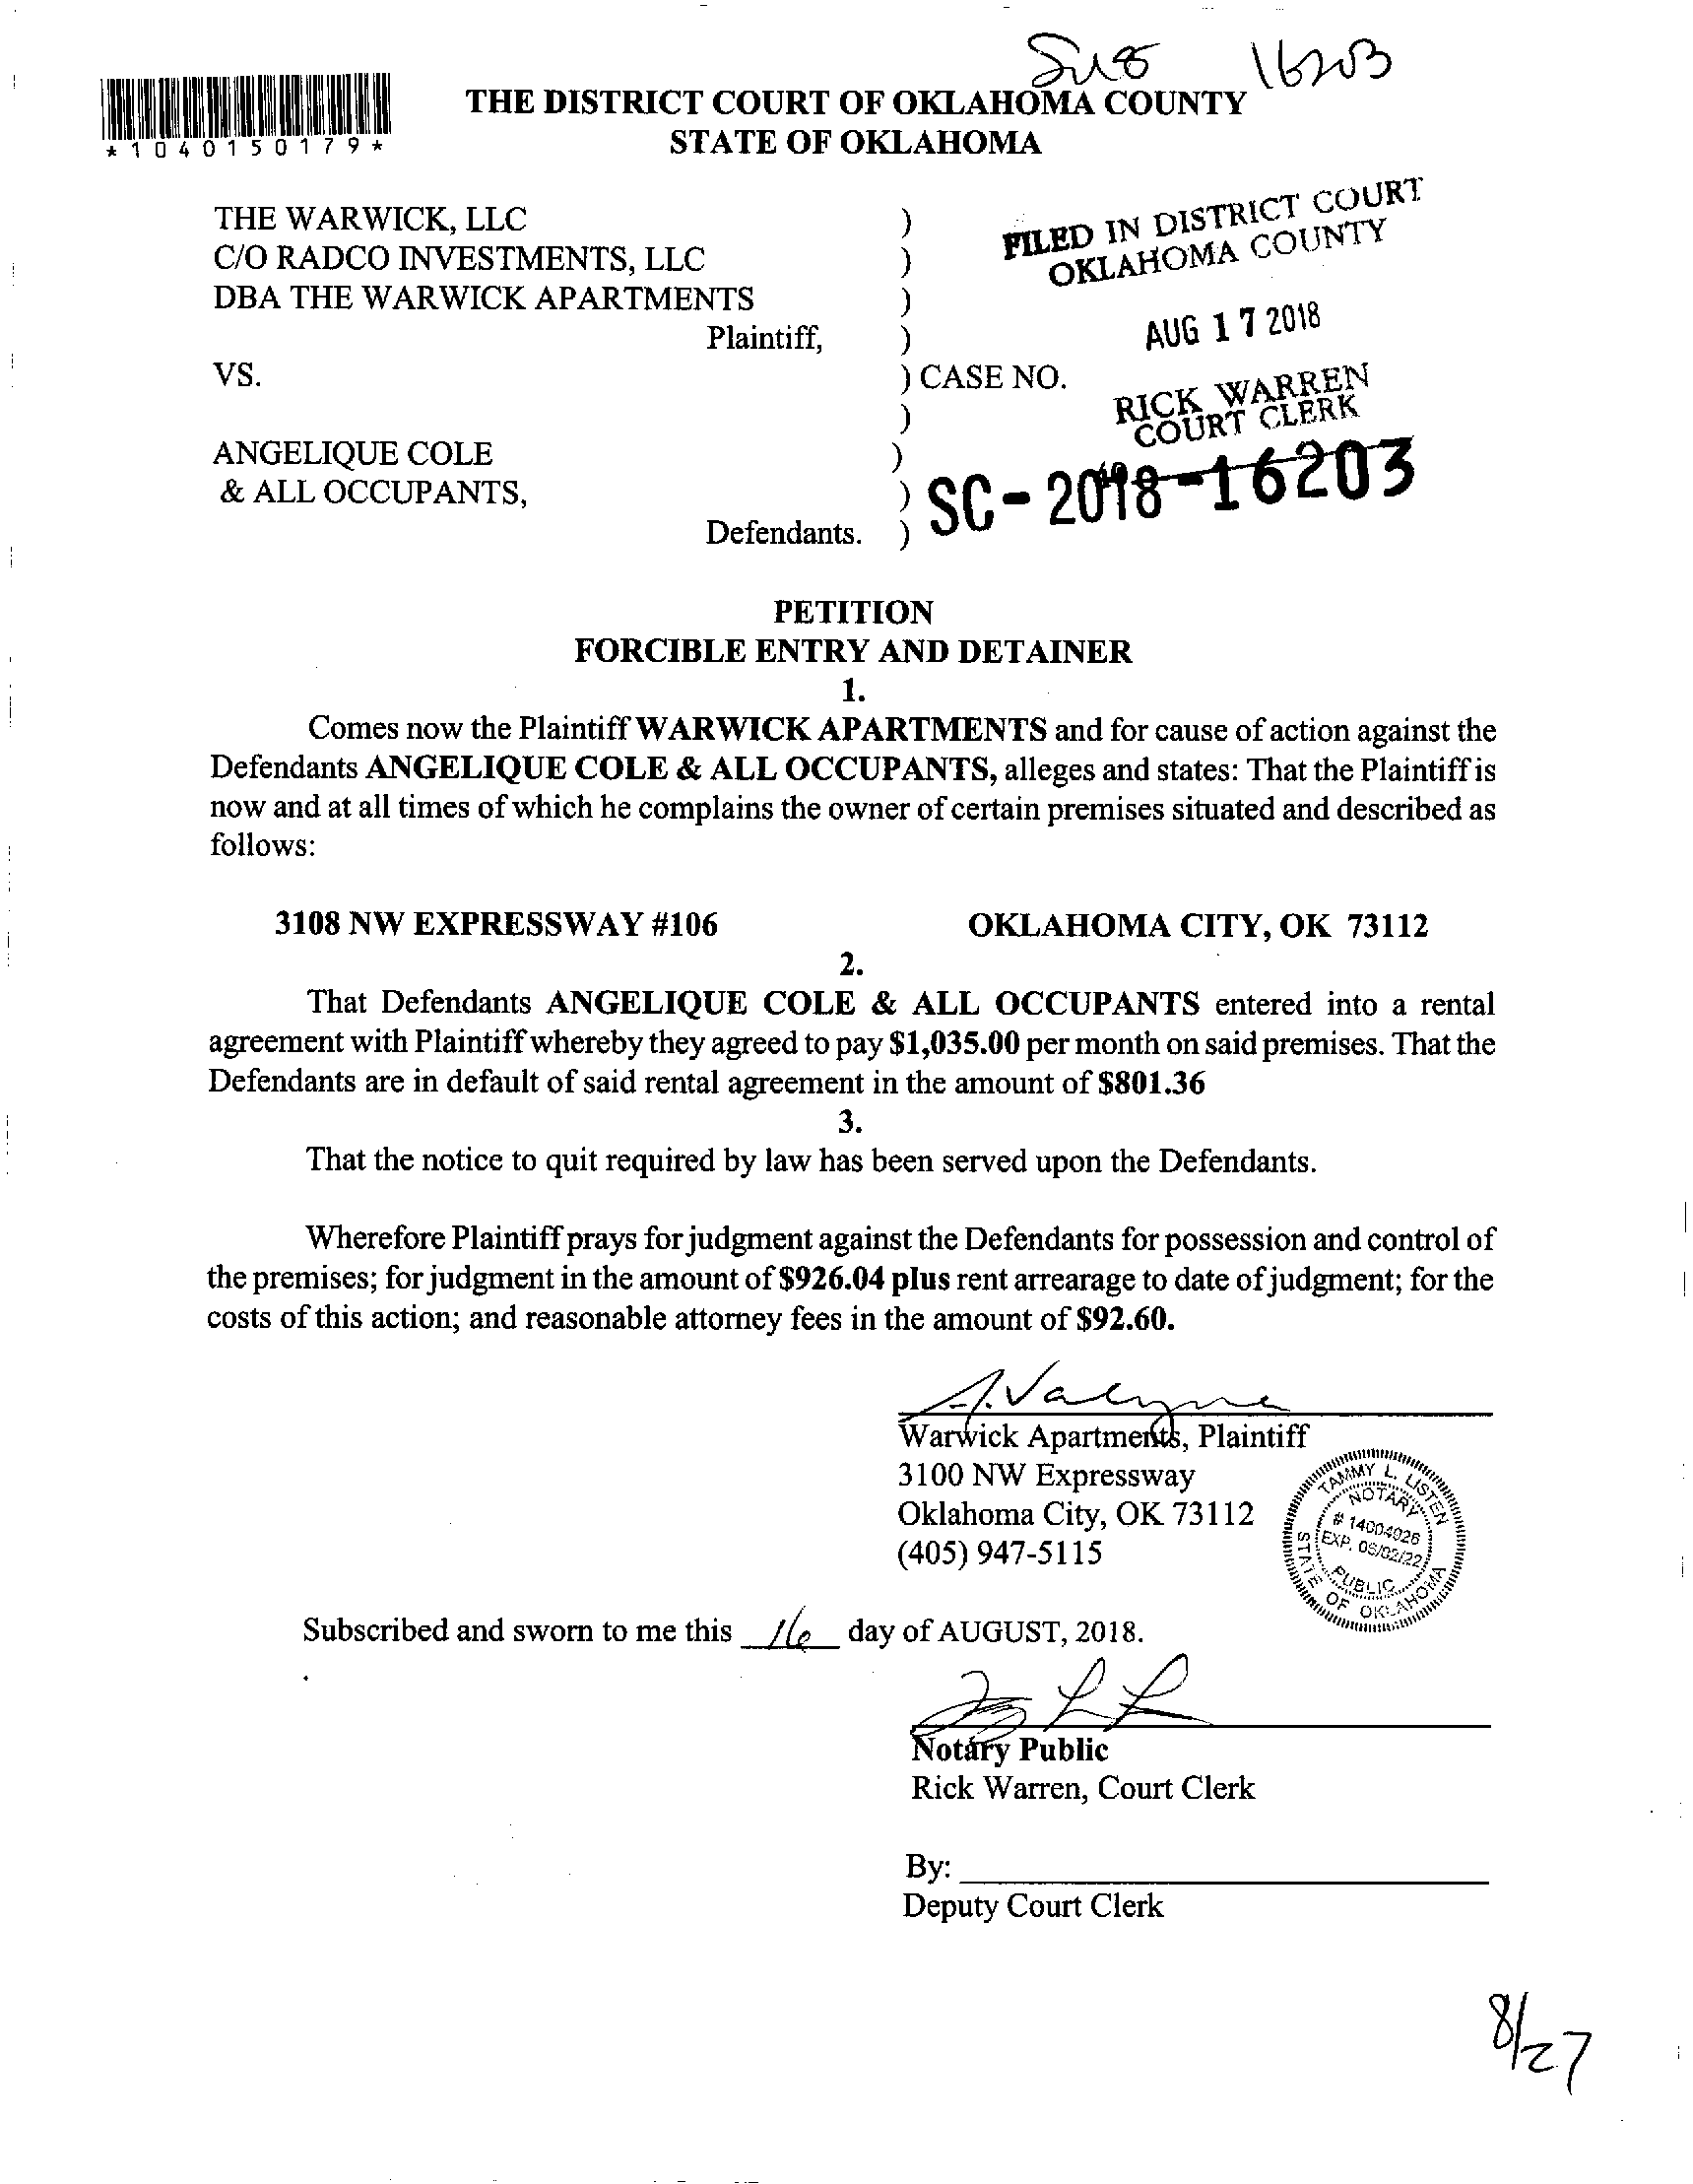 16203
THE DISTRICT COURT OF OKLAHOMA COUNTY
STATE OF OKLAHOMA
*1040150179*
THE WARWICK, LLC )
C/O RADCO INVESTMENTS, LLC )
DBA THE WARWICK APARTMENTS )
Plaintiff, )
FILED IN DISTRICT COURT
OKLAHOMA COUNTY
AUG 17 2018
RICK WARREN
COURT CLERK
VS. ) CASE NO.
)
ANGELIQUE COLE )
& ALL OCCUPANTS, )
SC-2018-16203
Defendants. )
PETITION
FORCIBLE ENTRY AND DETAINER
1.
Comes now the Plaintiff WARWICK APARTMENTS and for cause of action against the
Defendants ANGELIQUE COLE & ALL OCCUPANTS, alleges and states: That the Plaintiff is
now and at all times of which he complains the owner of certain premises situated and described as
follows:
3108 NW EXPRESSWAY #106 OKLAHOMA CITY, OK 73112
2.
That Defendants ANGELIQUE COLE & ALL OCCUPANTS entered into a rental
agreement with Plaintiff whereby they agreed to pay $1,035.00 per month on said premises. That the
Defendants are in default of said rental agreement in the amount of $801.36
3.
That the notice to quit required by law has been served upon the Defendants.
Wherefore Plaintiff prays for judgment against the Defendants for possession and control of
the premises; for judgment in the amount of $926.04 plus rent arrearage to date of judgment; for the
costs of this action; and reasonable attorney fees in the amount of $92.60.
Warwick Apartments, Plaintiff
3100 NW Expressway
Oklahoma City, OK 73112
(405) 947-5115
TAMMY L. LISTEN
NOTARY
# 14004026
EXP. 05/02/22
PUBLIC
STATE OF OKLAHOMA
Subscribed and sworn to me this 16 day of AUGUST, 2018.
Notary Public
Rick Warren, Court Clerk
By:
Deputy Court Clerk
8/27